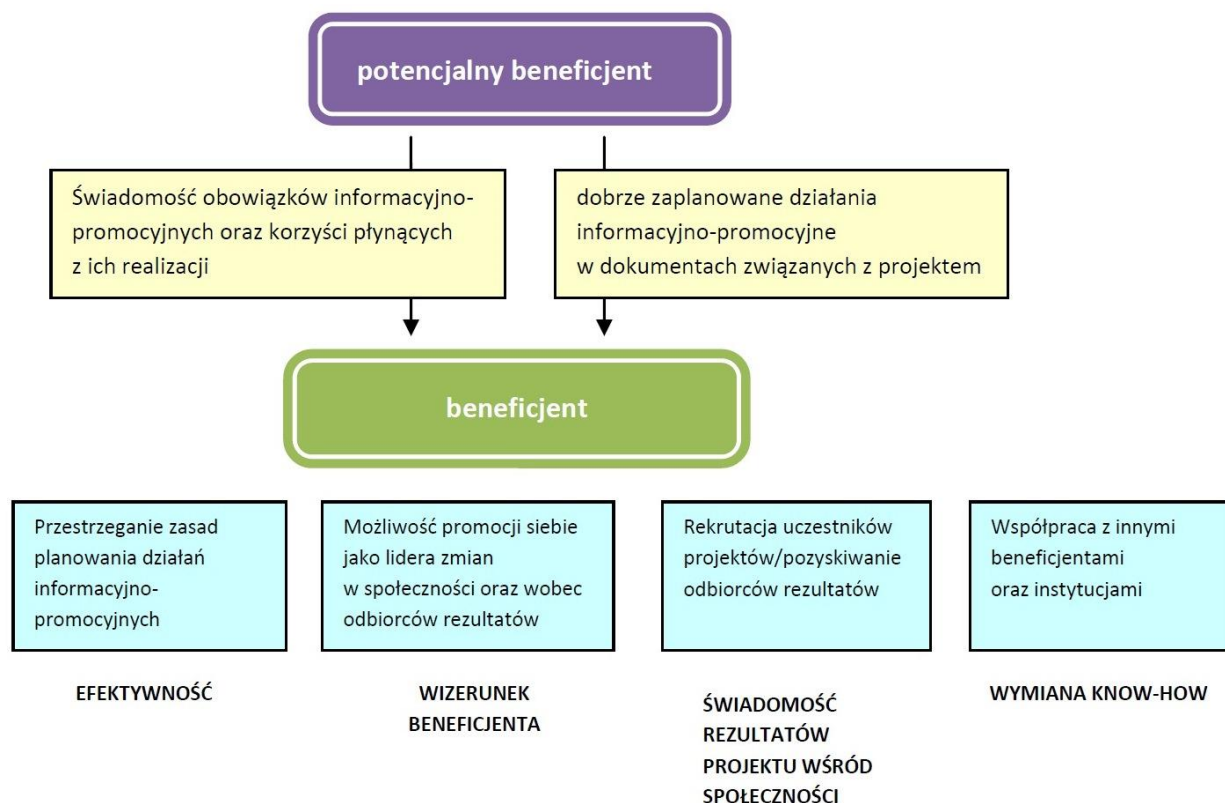 potencjalny beneficjent
Świadomość obowiązków informacyjno-
promocyjnych oraz korzyści płynących
z ich realizacji
dobrze zaplanowane działania
informacyjno-promocyjne
w dokumentach związanych z projektem
beneficjent
Przestrzeganie zasad
planowania działań
informacyjno-
promocyjnych
Możliwość promocji siebie
jako lidera zmian
w społeczności oraz wobec
odbiorców rezultatów
Rekrutacja uczestników
projektów/pozyskiwanie
odbiorców rezultatów
Współpraca z innymi
beneficjentami
oraz instytucjami
EFEKTYWNOŚĆ
WIZERUNEK
BENEFICJENTA
ŚWIADOMOŚĆ
REZULTATÓW
PROJEKTU WŚRÓD
SPOŁECZNOŚCI
WYMIANA KNOW-HOW